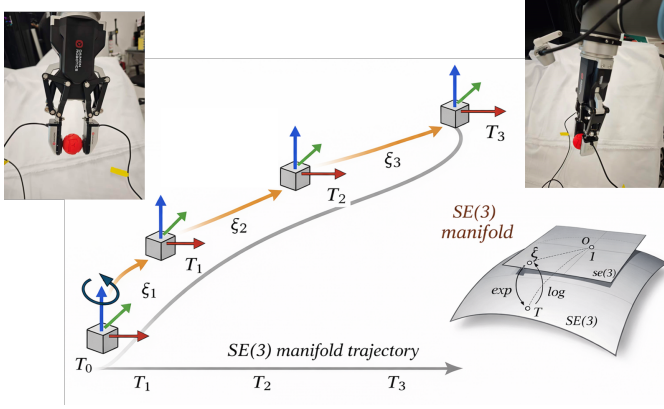 T₃
ξ₃
T₂
ξ₂
T₁
ξ₁
T₀
SE(3) manifold trajectory
T₁ T₂ T₃
SE(3)
manifold
O
1
ξ̂
se(3)
exp
log
T
SE(3)